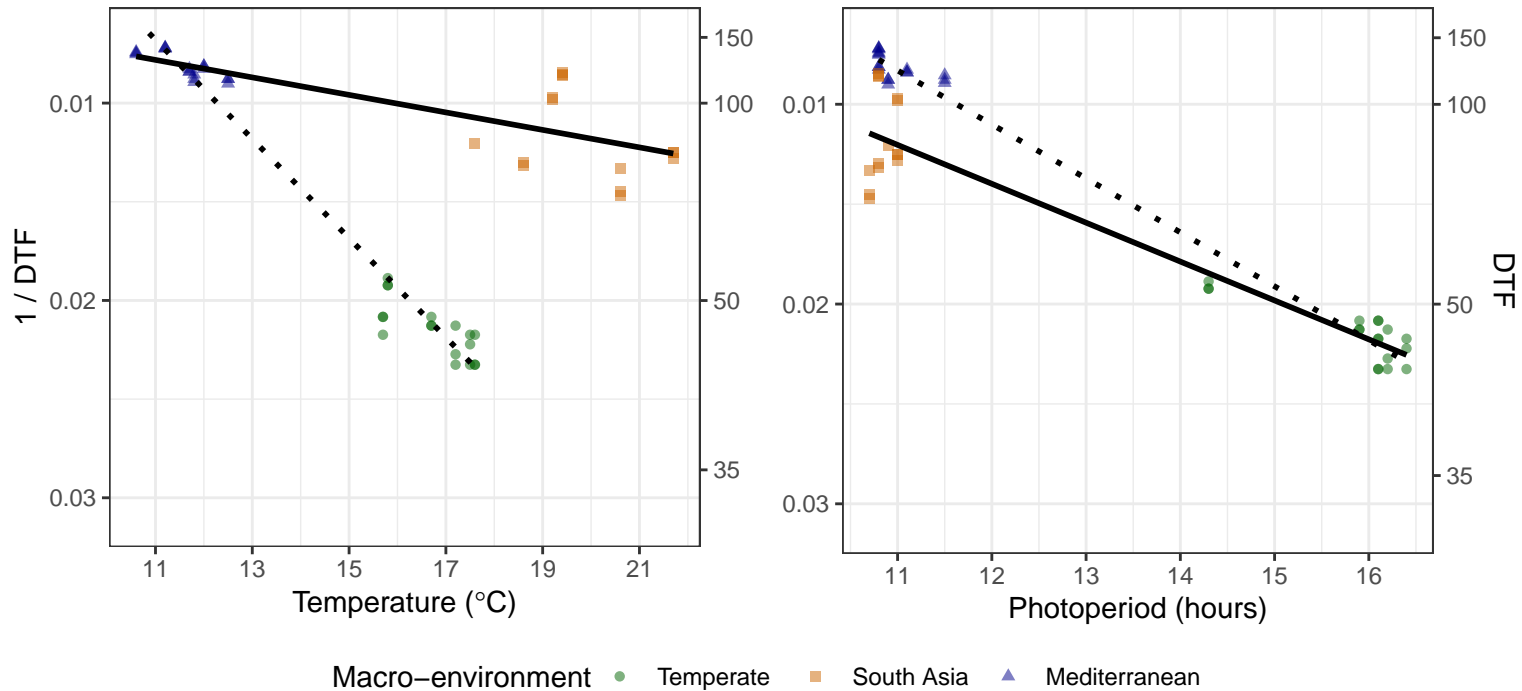 1 / DTF
0.01
0.02
0.03
150
100
50
35
11 13 15 17 19 21
Temperature (°C)
0.01
0.02
0.03
150
100
50
35
DTF
11 12 13 14 15 16
Photoperiod (hours)
Macro−environment Temperate South Asia Mediterranean